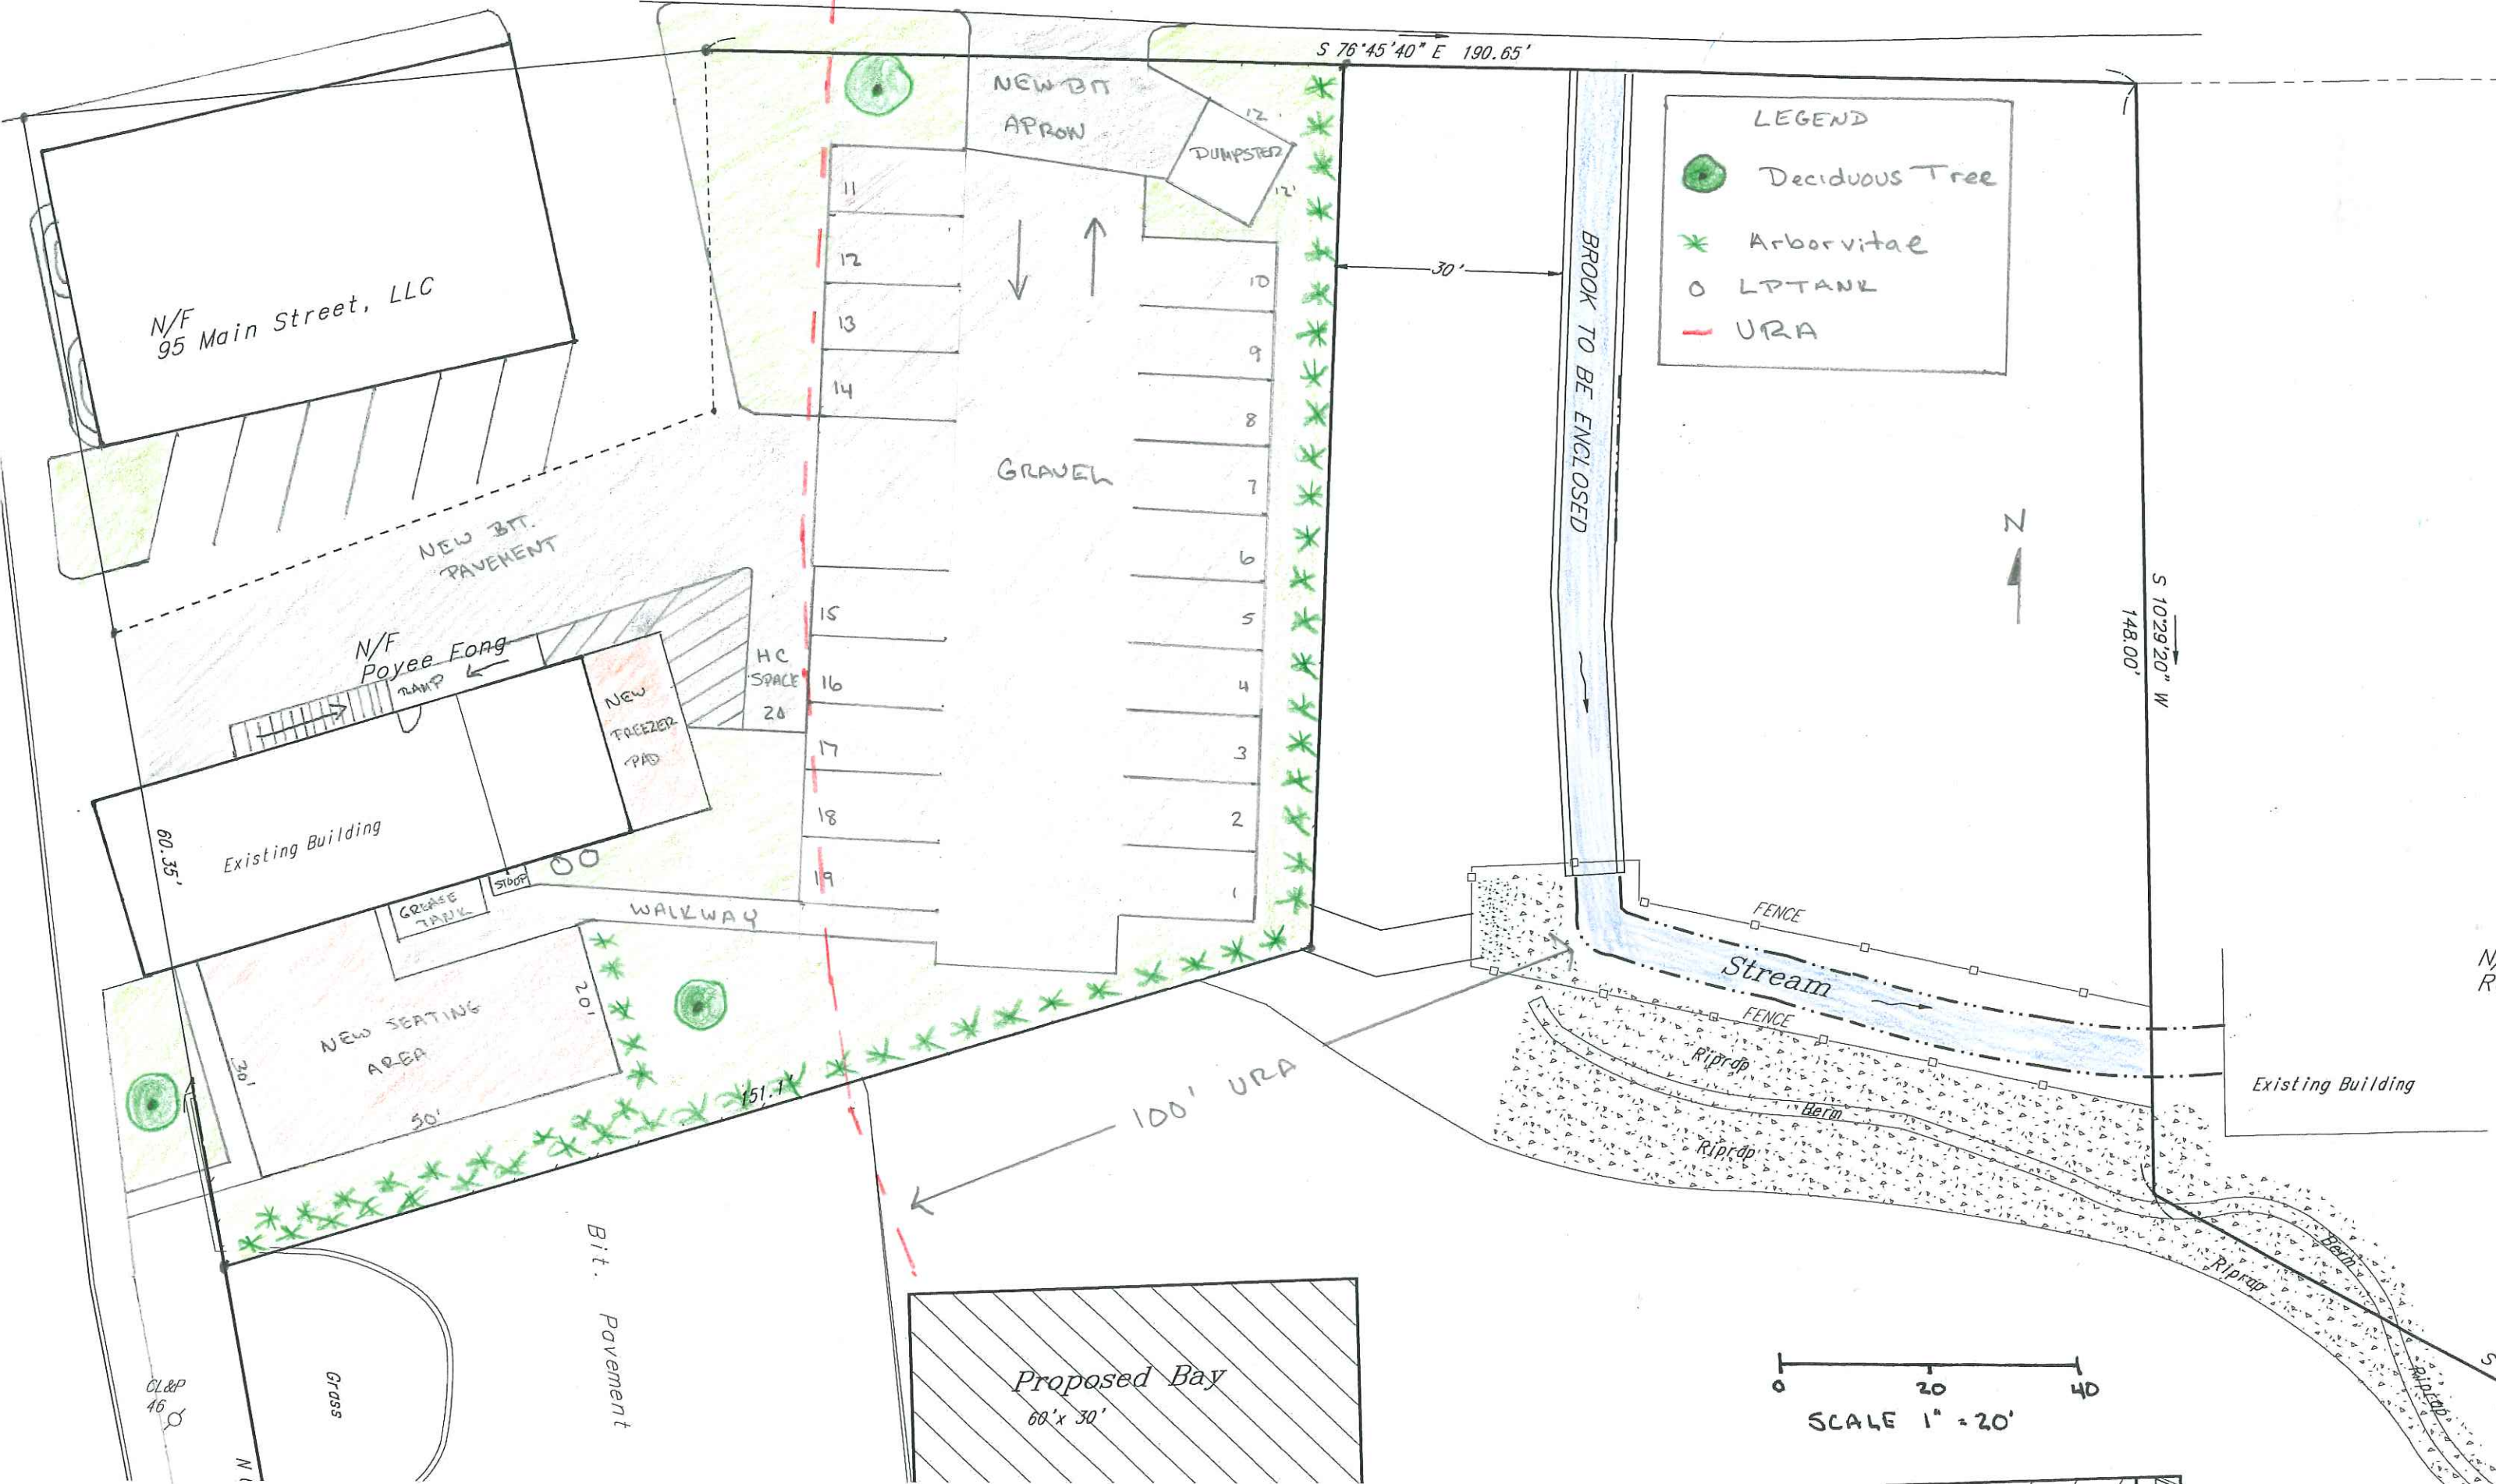 S 76°45'40" E 190.65'
NEW BIT
APRON
12'
DUMPSTER
12'
LEGEND
Deciduous Tree
Arborvitae
LP TANK
URA
N/F
95 Main Street, LLC
11
12
13
14
10
9
8
7
6
5
4
3
2
1
30'
BROOK TO BE ENCLOSED
GRAVEL
N
S 10°29'20" W
148.00'
NEW BIT.
PAVEMENT
N/F
Poyee Fong
RAMP
HC
SPACE
20
15
16
17
18
19
NEW
FREEZER
PAD
60.35'
Existing Building
GREASE
TANK
STOOP
WALKWAY
NEW SEATING
AREA
20'
30'
50'
151.1'
100' URA
FENCE
Stream
FENCE
Riprap
Berm
Riprap
Existing Building
N/
R
Berm
Riprap
Riprap
S
Bit. Pavement
Grass
CL&P
46
N
Proposed Bay
60' x 30'
0 20 40
SCALE 1" = 20'